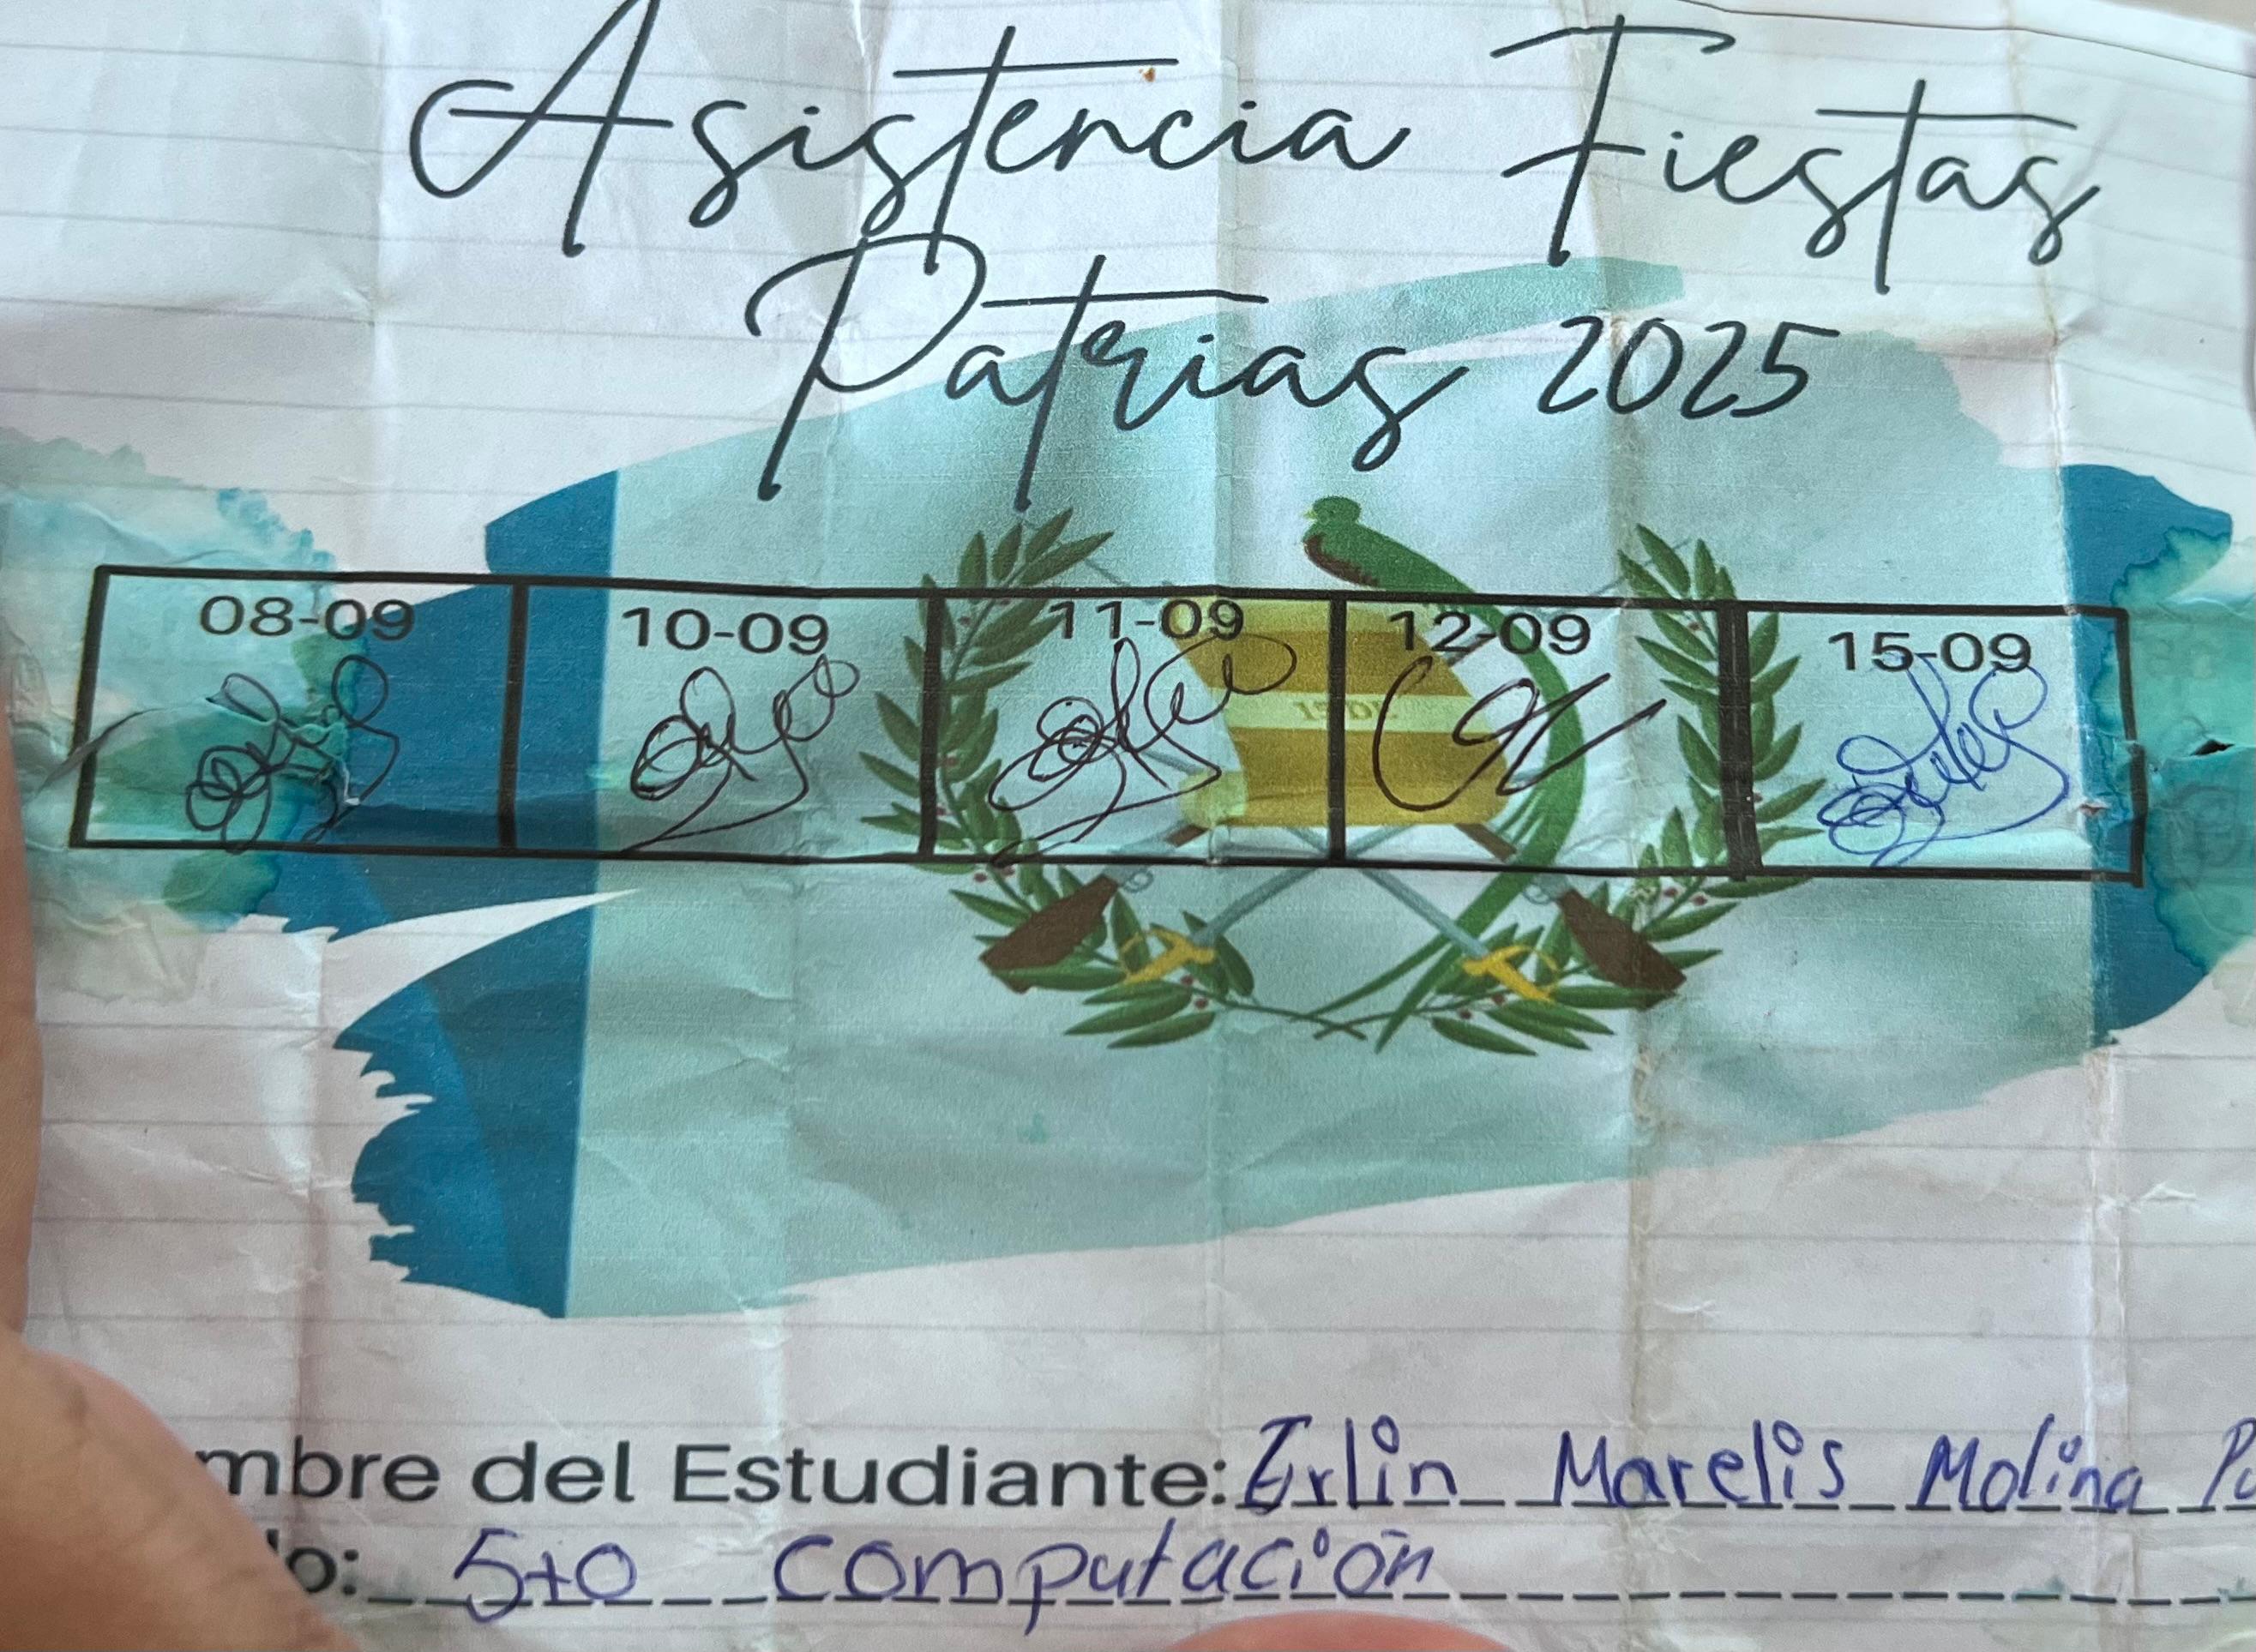 Asistencia Fiestas
Patrias 2025
08-09 10-09 11-09 12-09 15-09
mbre del Estudiante: Erlin Marelis Molina
o: 5to computación